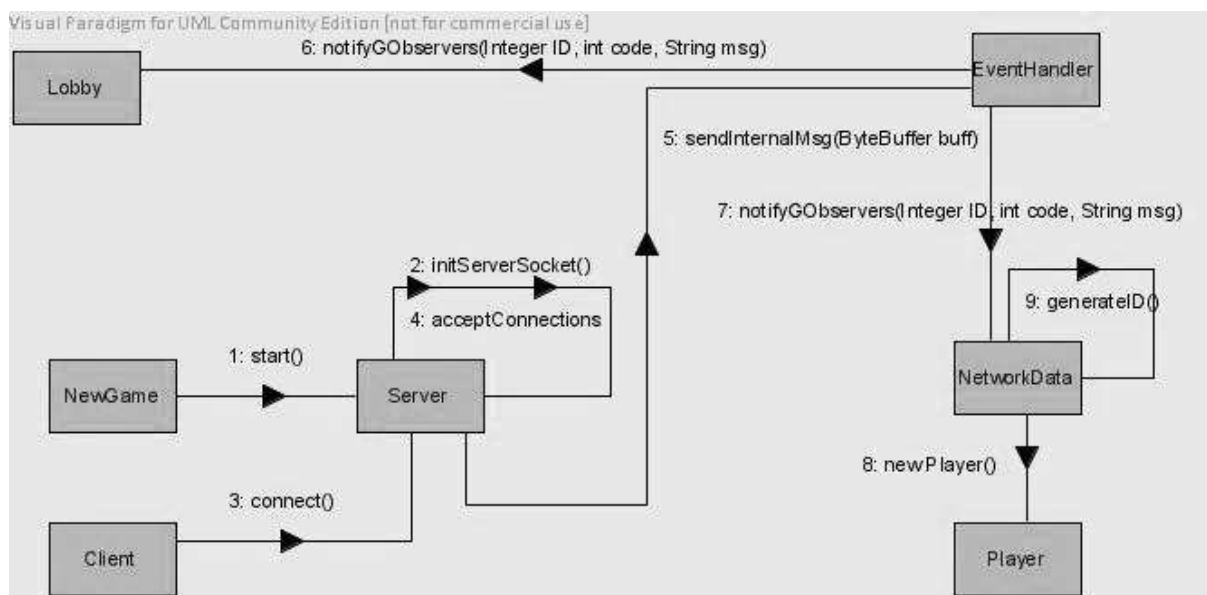 Visual Paradigm for UML Community Edition [not for commercial use]
6: notifyGObservers(Integer ID, int code, String msg)
Lobby
EventHandler
5: sendInternalMsg(ByteBuffer buff)
7: notifyGObservers(Integer ID, int code, String msg)
2: initServerSocket()
9: generateID()
4: acceptConnections
1: start()
NewGame
Server
NetworkData
8: newPlayer()
3: connect()
Client
Player